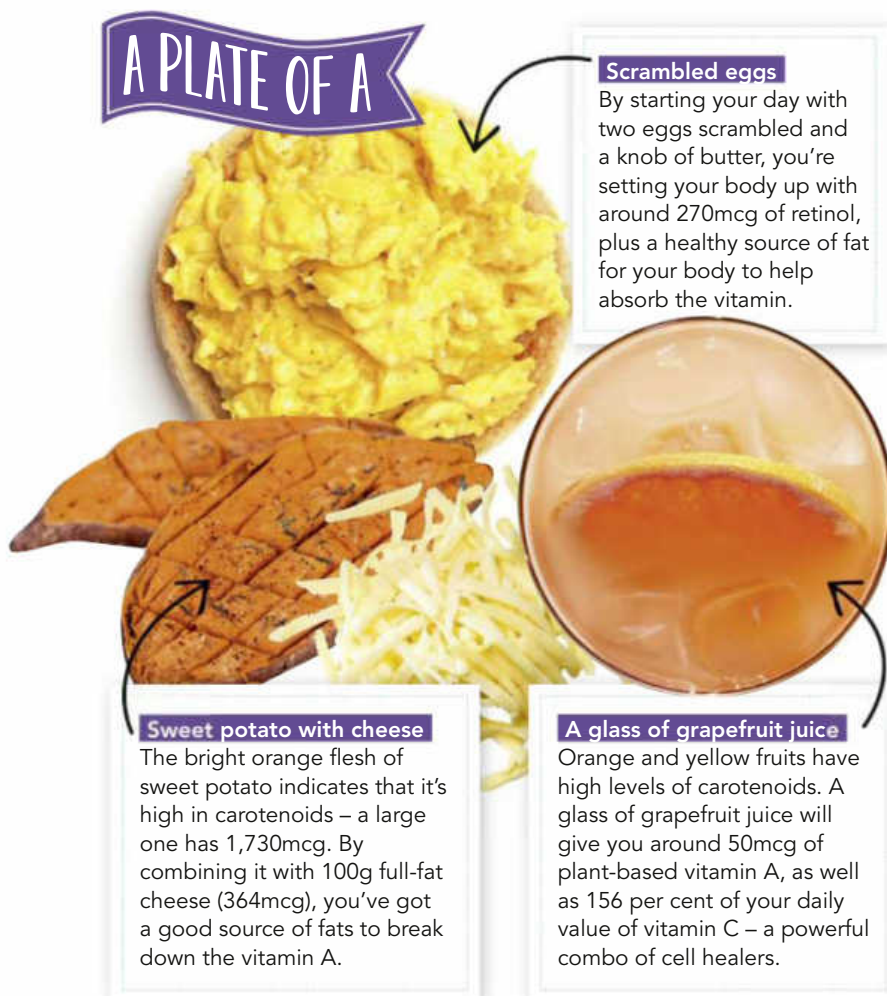 A PLATE OF A
Scrambled eggs
By starting your day with
two eggs scrambled and
a knob of butter, you’re
setting your body up with
around 270mcg of retinol,
plus a healthy source of fat
for your body to help
absorb the vitamin.
Sweet potato with cheese
The bright orange flesh of
sweet potato indicates that it’s
high in carotenoids – a large
one has 1,730mcg. By
combining it with 100g full-fat
cheese (364mcg), you’ve got
a good source of fats to break
down the vitamin A.
A glass of grapefruit juice
Orange and yellow fruits have
high levels of carotenoids. A
glass of grapefruit juice will
give you around 50mcg of
plant-based vitamin A, as well
as 156 per cent of your daily
value of vitamin C – a powerful
combo of cell healers.